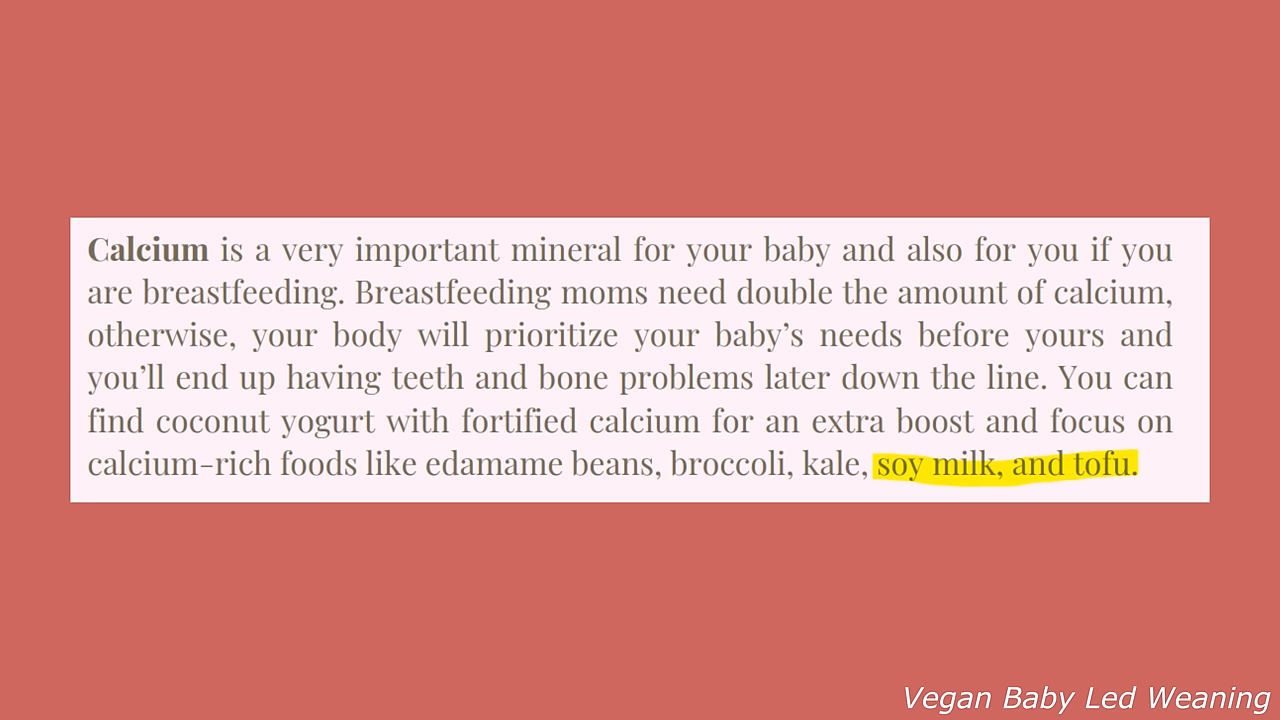 Calcium is a very important mineral for your baby and also for you if you
are breastfeeding. Breastfeeding moms need double the amount of calcium,
otherwise, your body will prioritize your baby’s needs before yours and
you’ll end up having teeth and bone problems later down the line. You can
find coconut yogurt with fortified calcium for an extra boost and focus on
calcium-rich foods like edamame beans, broccoli, kale, soy milk, and tofu.
Vegan Baby Led Weaning